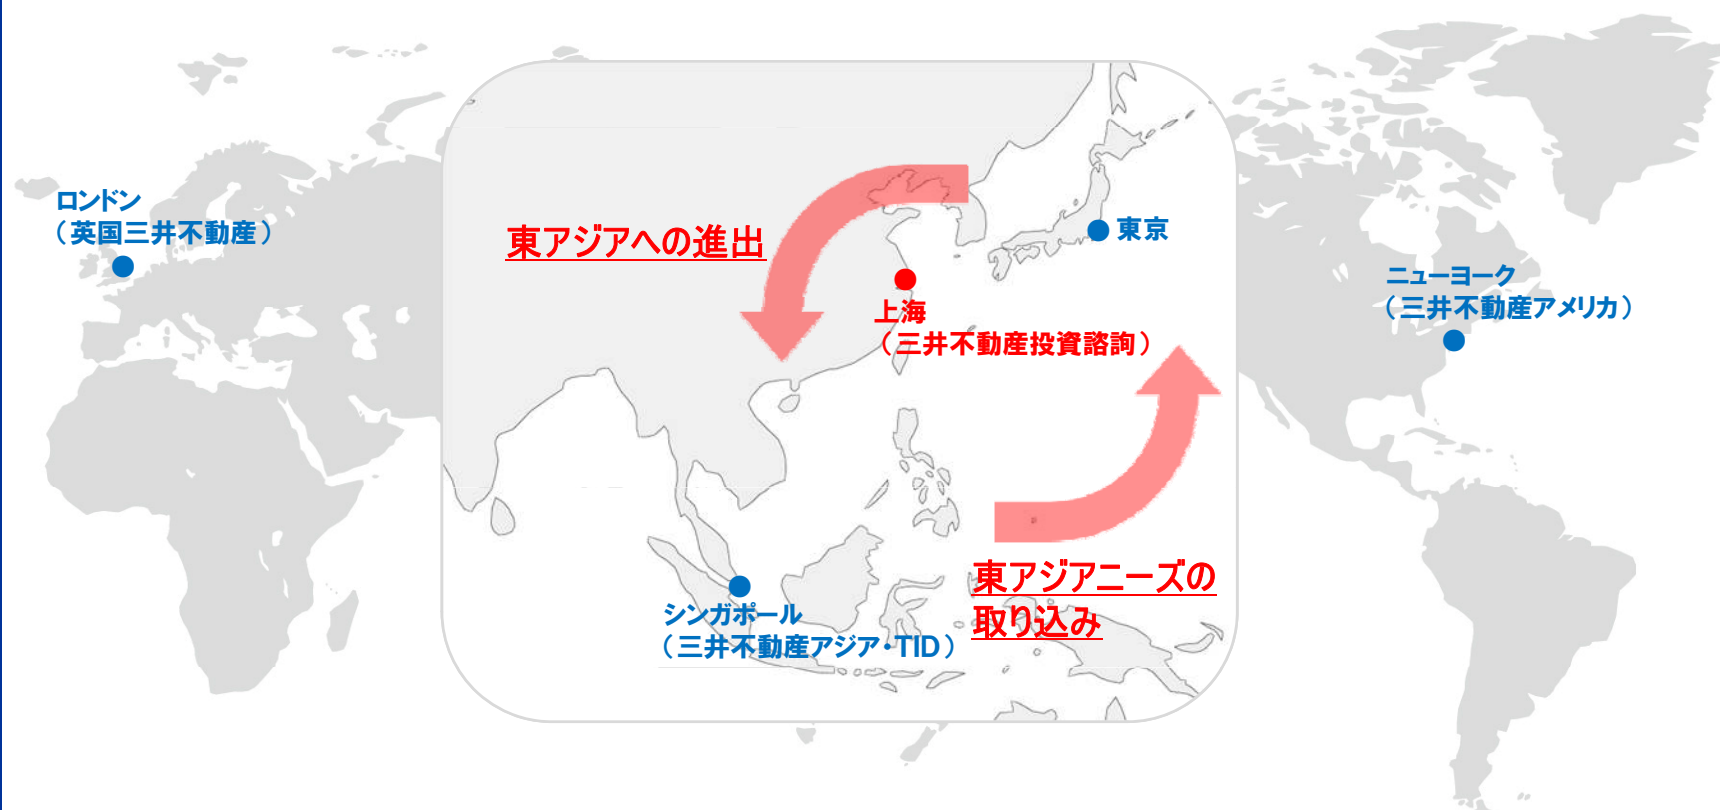 ロンドン
（英国三井不動産）
東アジアへの進出
東京
上海
（三井不動産投資諮詢）
ニューヨーク
（三井不動産アメリカ）
シンガポール
（三井不動産アジア・TID）
東アジアニーズの
取り込み